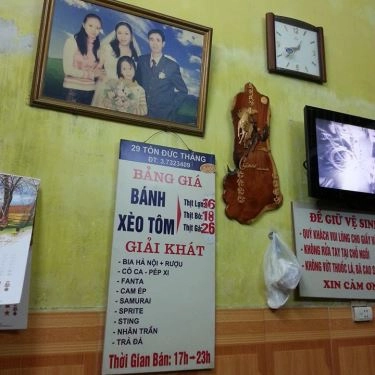 29 TÔN ĐỨC THẮNG
ĐT: 3.7323409
BẢNG GIÁ
BÁNH
XÈO TÔM
Thịt Lợn: 36
Thịt Bò: 18
Thịt Bê: 26
GIẢI KHÁT
- BIA HÀ NỘI + RƯỢU
- CÔ CA - PÉP XI
- FANTA
- CAM ÉP
- SAMURAI
- SPRITE
- STING
- NHÂN TRẦN
- TRÀ ĐÁ
Thời Gian Bán: 17h→23h
ĐỂ GIỮ VỆ SINH
- QUÝ KHÁCH VUI LÒNG CHO GIẤY
- KHÔNG RỬA TAY TẠI CHỖ NGỒI
- KHÔNG VỨT THUỐC LÁ, BÃ CAO
XIN CẢM ƠN